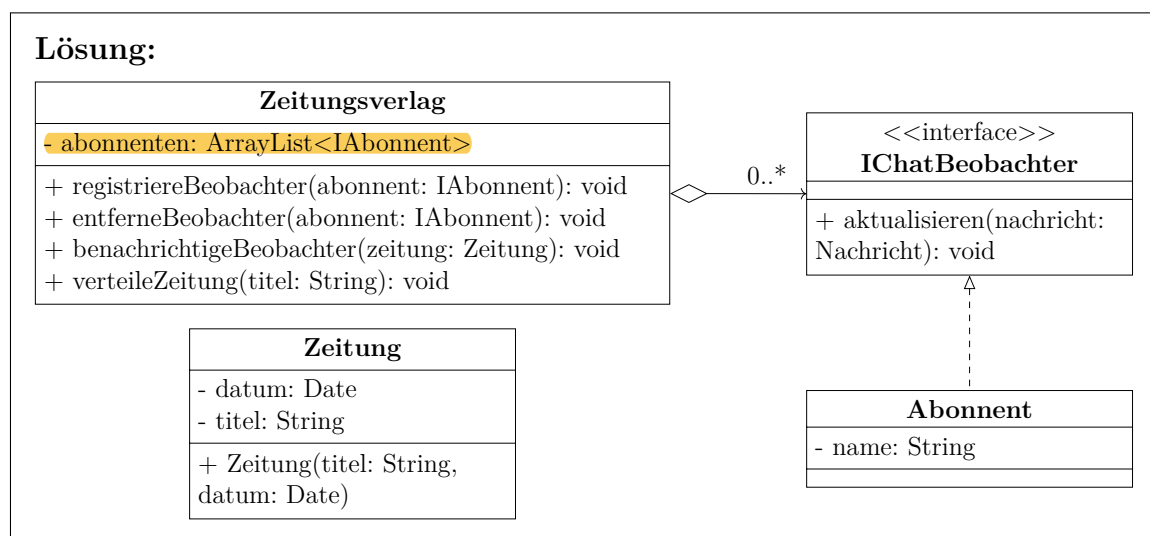 Lösung:
Zeitungsverlag
- abonnenten: ArrayList<IAbonnent>
+ registriereBeobachter(abonnent: IAbonnent): void
+ entferneBeobachter(abonnent: IAbonnent): void
+ benachrichtigeBeobachter(zeitung: Zeitung): void
+ verteileZeitung(titel: String): void
0..*
<<interface>>
IChatBeobachter
+ aktualisieren(nachricht:
Nachricht): void
Zeitung
- datum: Date
- titel: String
+ Zeitung(titel: String,
datum: Date)
Abonnent
- name: String